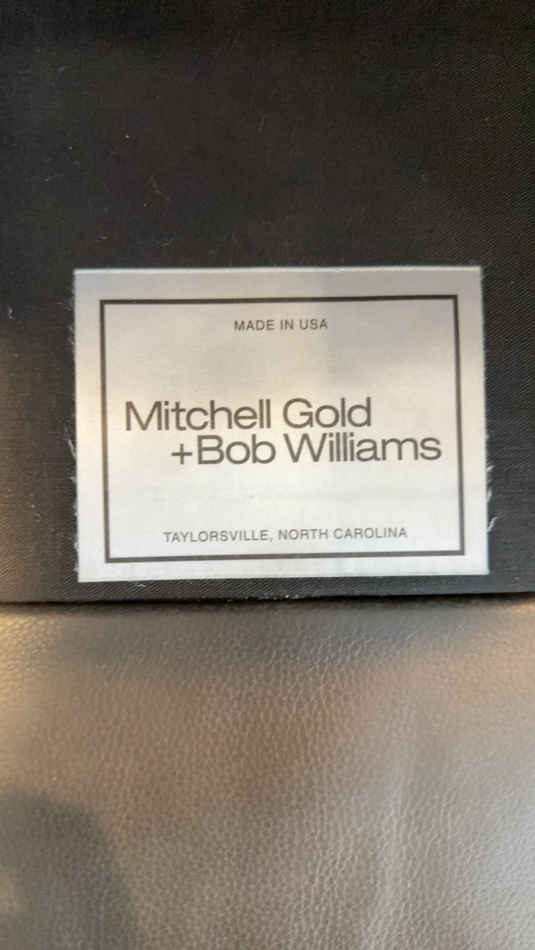 MADE IN USA
Mitchell Gold
+Bob Williams
TAYLORSVILLE, NORTH CAROLINA